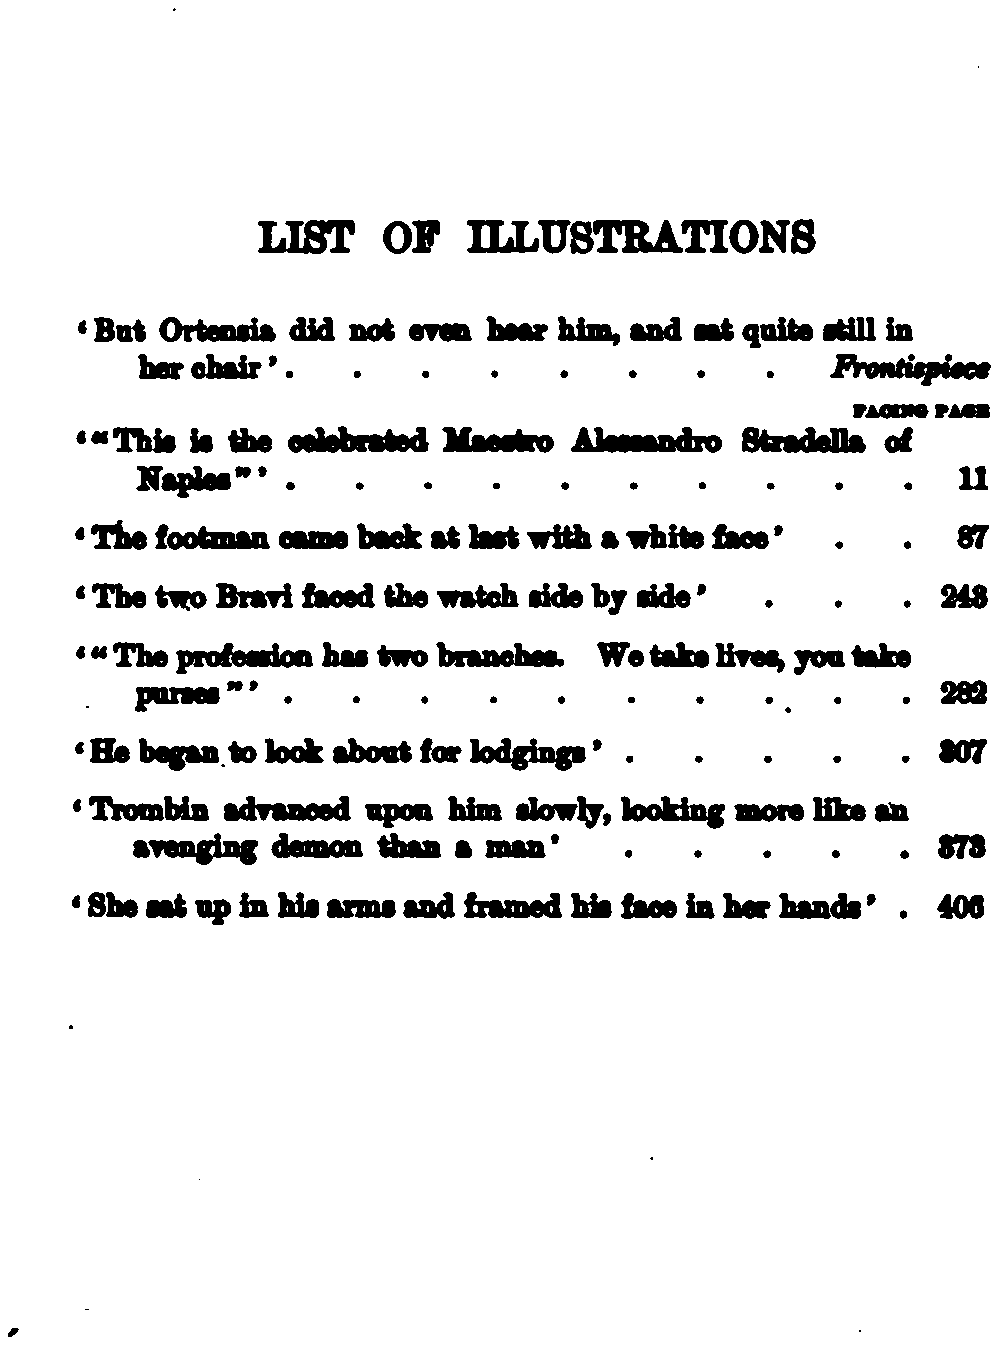 LIST OF ILLUSTRATIONS
‘But Ortensia did not even hear him, and sat quite still in
her chair’ . . . . . . . . Frontispiece
FACING PAGE
‘“This is the celebrated Maestro Alessandro Stradella of
Naples”’ . . . . . . . . . . 11
‘The footman came back at last with a white face’ . . 87
‘The two Bravi faced the watch side by side’ . . . 243
‘“The profession has two branches. We take lives, you take
purses”’ . . . . . . . . . . 282
‘He began to look about for lodgings’ . . . . . 307
‘Trombin advanced upon him slowly, looking more like an
avenging demon than a man’ . . . . . 373
‘She sat up in his arms and framed his face in her hands’ . 406